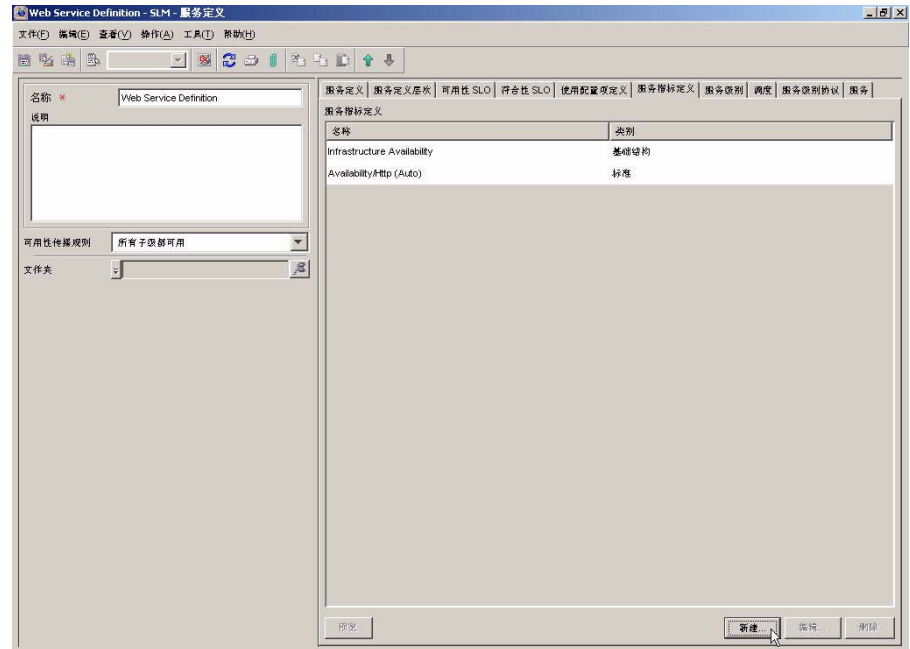 Web Service Definition - SLM - 服务定义
文件(F) 编辑(E) 查看(V) 操作(A) 工具(T) 帮助(H)
名称 *
Web Service Definition
说明
可用性传播规则
所有子级都可用
文件夹
服务定义 服务定义层次 可用性 SLO 符合性 SLO 使用配置项定义 服务指标定义 服务级别 调度 服务级别协议 服务
服务指标定义
名称 类别
Infrastructure Availability 基础结构
Availability/Http (Auto) 标准
预览 新建... 编辑... 删除